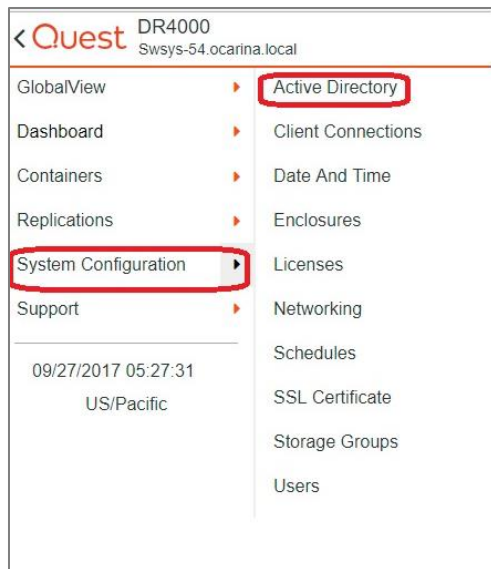 Quest DR4000
Swsys-54.ocarina.local
GlobalView
Dashboard
Containers
Replications
System Configuration
Support
09/27/2017 05:27:31
US/Pacific
Active Directory
Client Connections
Date And Time
Enclosures
Licenses
Networking
Schedules
SSL Certificate
Storage Groups
Users